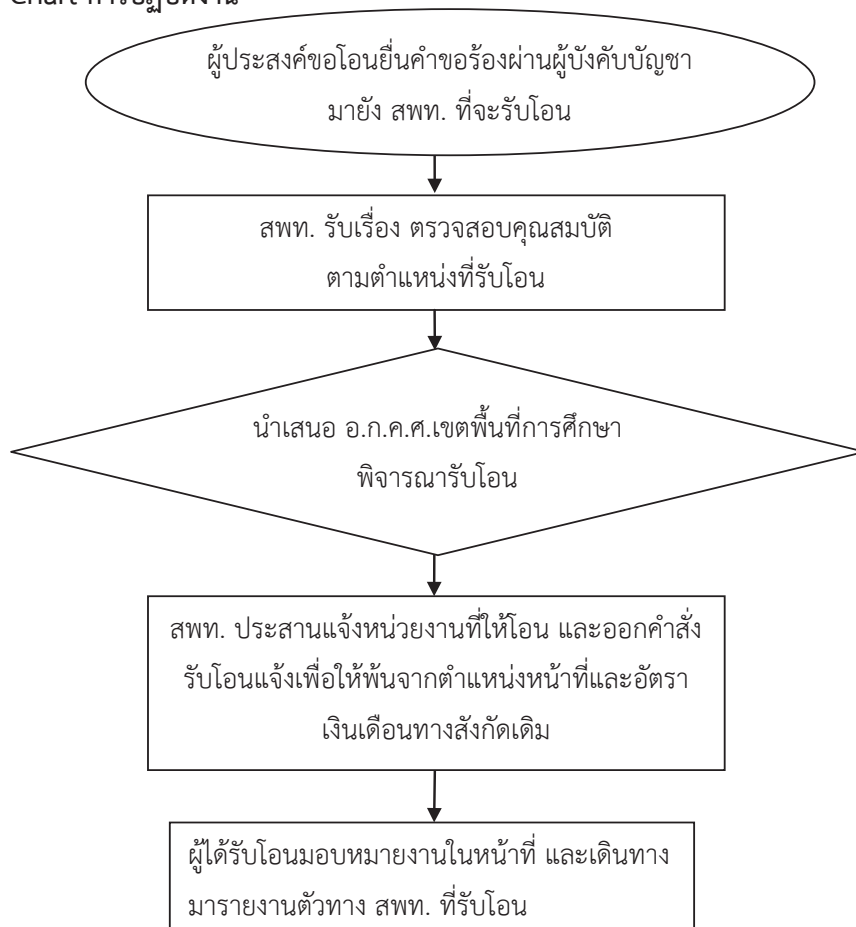 Chart การปฏิบัติงาน
ผู้ประสงค์ขอโอนยื่นคำขอร้องผ่านผู้บังคับบัญชา
มายัง สพท. ที่จะรับโอน
สพท. รับเรื่อง ตรวจสอบคุณสมบัติ
ตามตำแหน่งที่รับโอน
นำเสนอ อ.ก.ค.ศ.เขตพื้นที่การศึกษา
พิจารณารับโอน
สพท. ประสานแจ้งหน่วยงานที่ให้โอน และออกคำสั่ง
รับโอนแจ้งเพื่อให้พ้นจากตำแหน่งหน้าที่และอัตรา
เงินเดือนทางสังกัดเดิม
ผู้ได้รับโอนมอบหมายงานในหน้าที่ และเดินทาง
มารายงานตัวทาง สพท. ที่รับโอน